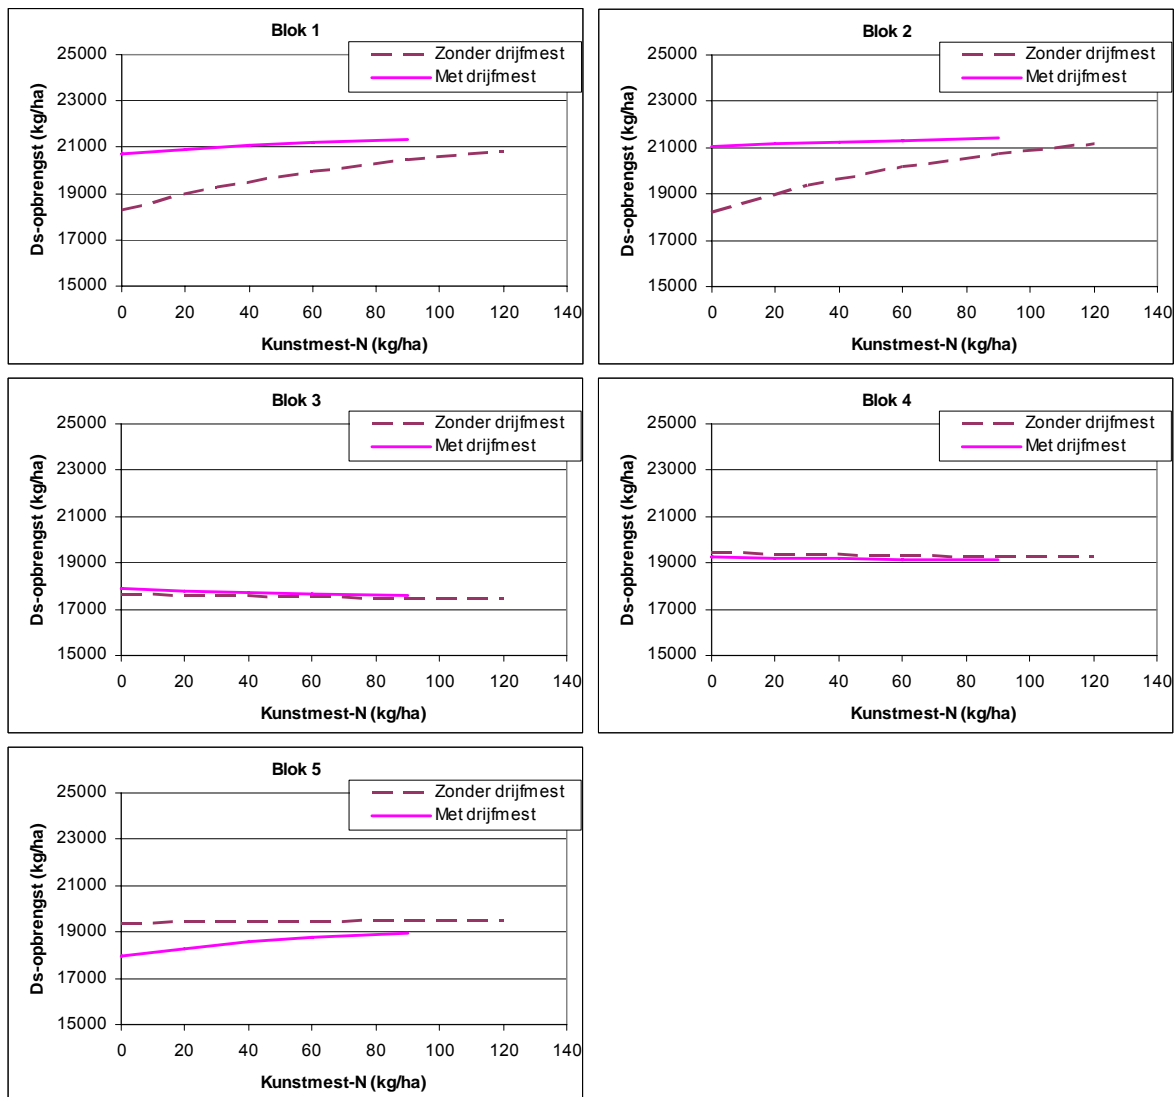 Blok 1
Zonder drijfmest
Met drijfmest
Ds-opbrengst (kg/ha)
25000
23000
21000
19000
17000
15000
0 20 40 60 80 100 120 140
Kunstmest-N (kg/ha)
Blok 2
Zonder drijfmest
Met drijfmest
Ds-opbrengst (kg/ha)
25000
23000
21000
19000
17000
15000
0 20 40 60 80 100 120 140
Kunstmest-N (kg/ha)
Blok 3
Zonder drijfmest
Met drijfmest
Ds-opbrengst (kg/ha)
25000
23000
21000
19000
17000
15000
0 20 40 60 80 100 120 140
Kunstmest-N (kg/ha)
Blok 4
Zonder drijfmest
Met drijfmest
Ds-opbrengst (kg/ha)
25000
23000
21000
19000
17000
15000
0 20 40 60 80 100 120 140
Kunstmest-N (kg/ha)
Blok 5
Zonder drijfmest
Met drijfmest
Ds-opbrengst (kg/ha)
25000
23000
21000
19000
17000
15000
0 20 40 60 80 100 120 140
Kunstmest-N (kg/ha)